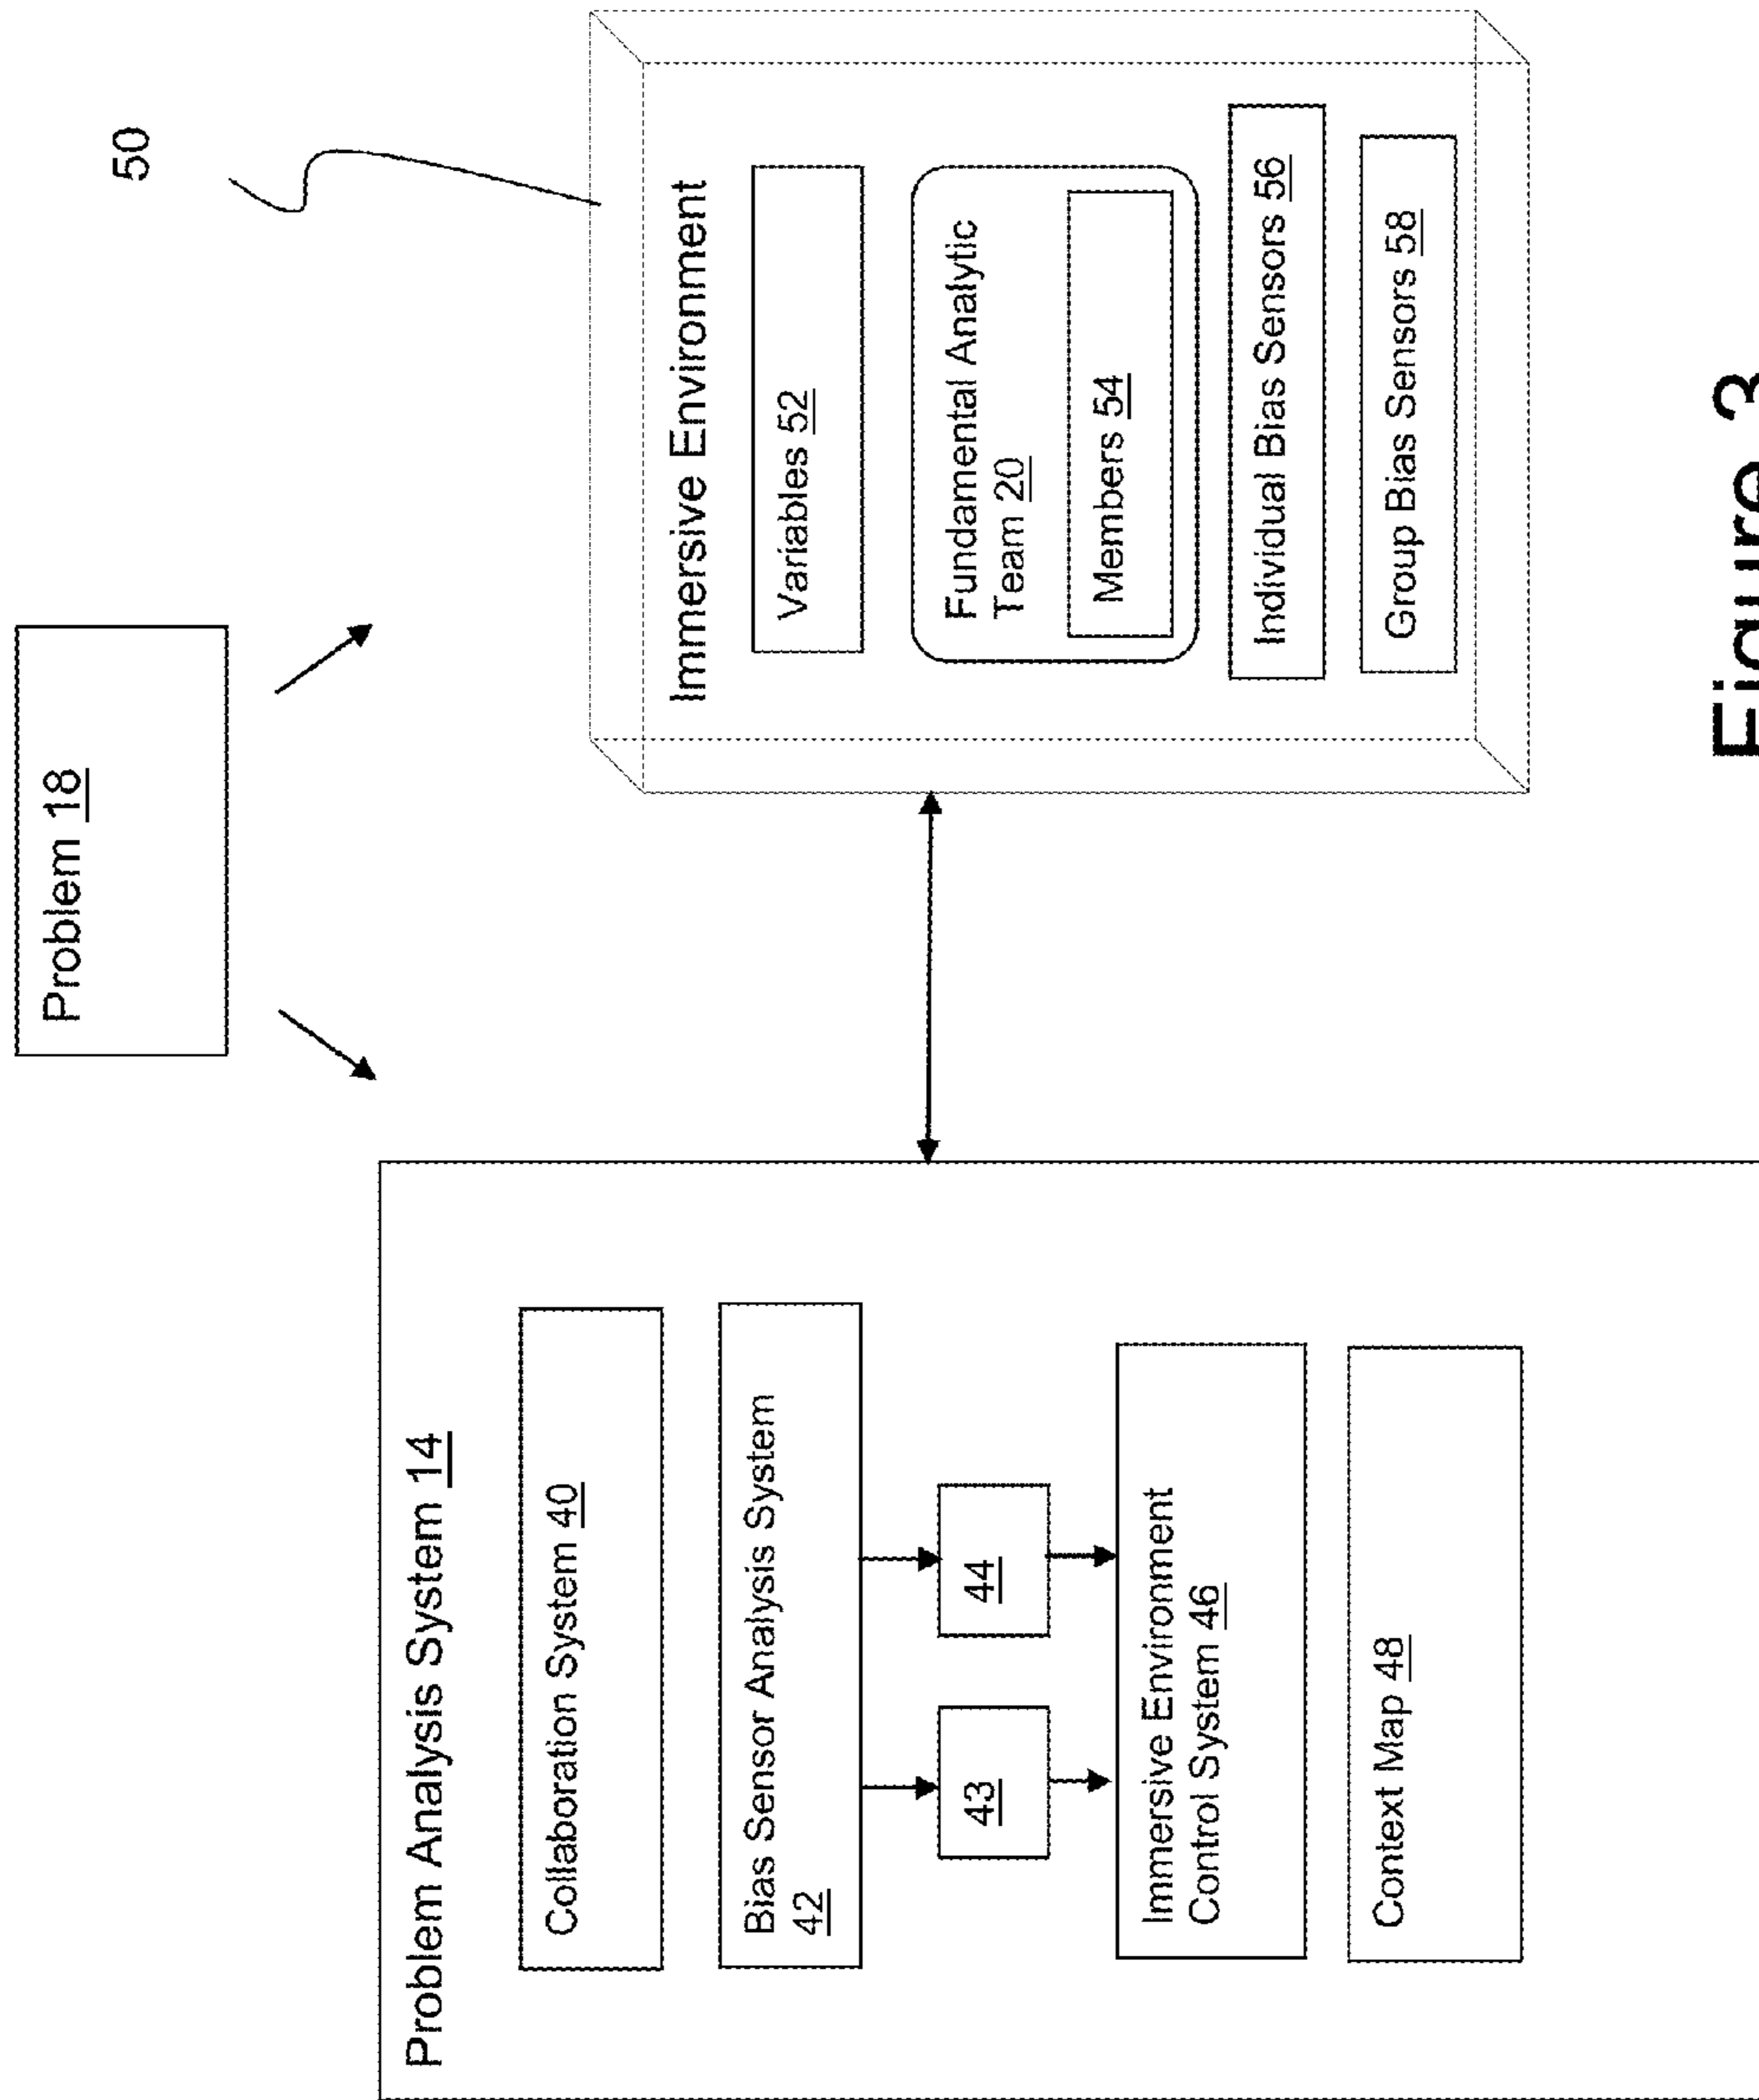 Problem 18
50
Problem Analysis System 14
Collaboration System 40
Bias Sensor Analysis System
42
43
44
Immersive Environment
Control System 46
Context Map 48
Immersive Environment
Variables 52
Fundamental Analytic
Team 20
Members 54
Individual Bias Sensors 56
Group Bias Sensors 58
Figure 3